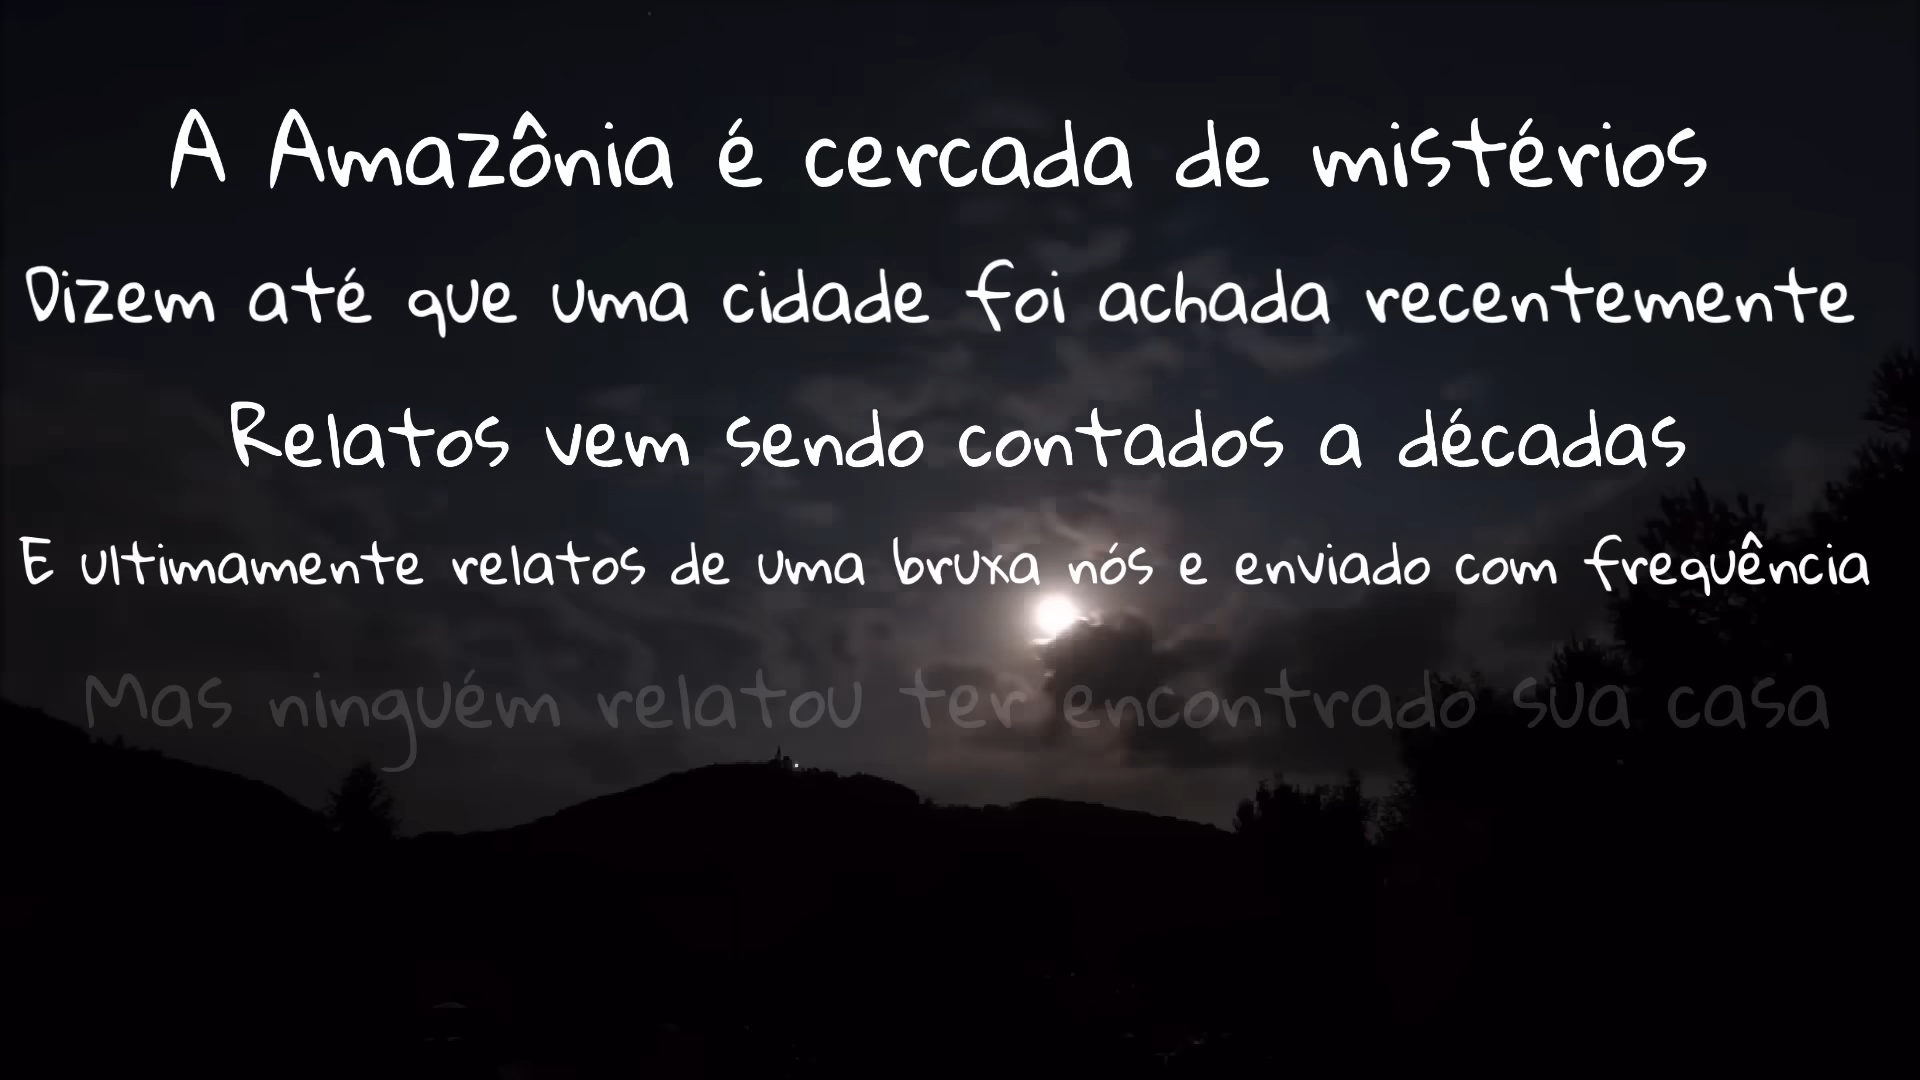 A Amazônia é cercada de mistérios
Dizem até que uma cidade foi achada recentemente
Relatos vem sendo contados a décadas
E ultimamente relatos de uma bruxa nós e enviado com frequência
Mas ninguém relatou ter encontrado sua casa